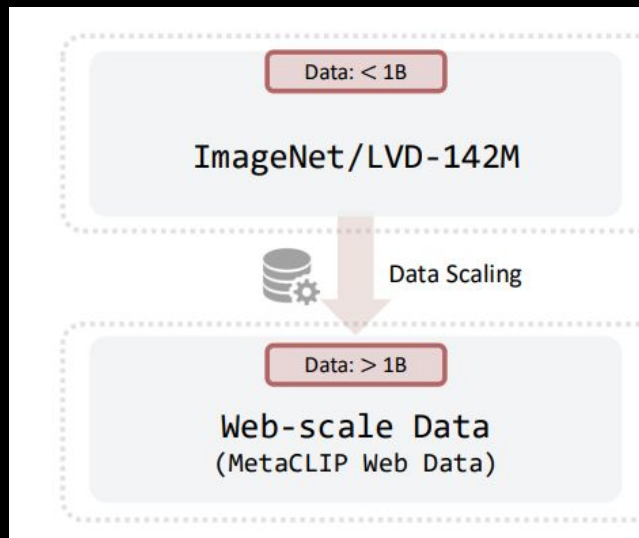 Data: < 1B
ImageNet/LVD-142M
Data Scaling
Data: > 1B
Web-scale Data
(MetaCLIP Web Data)